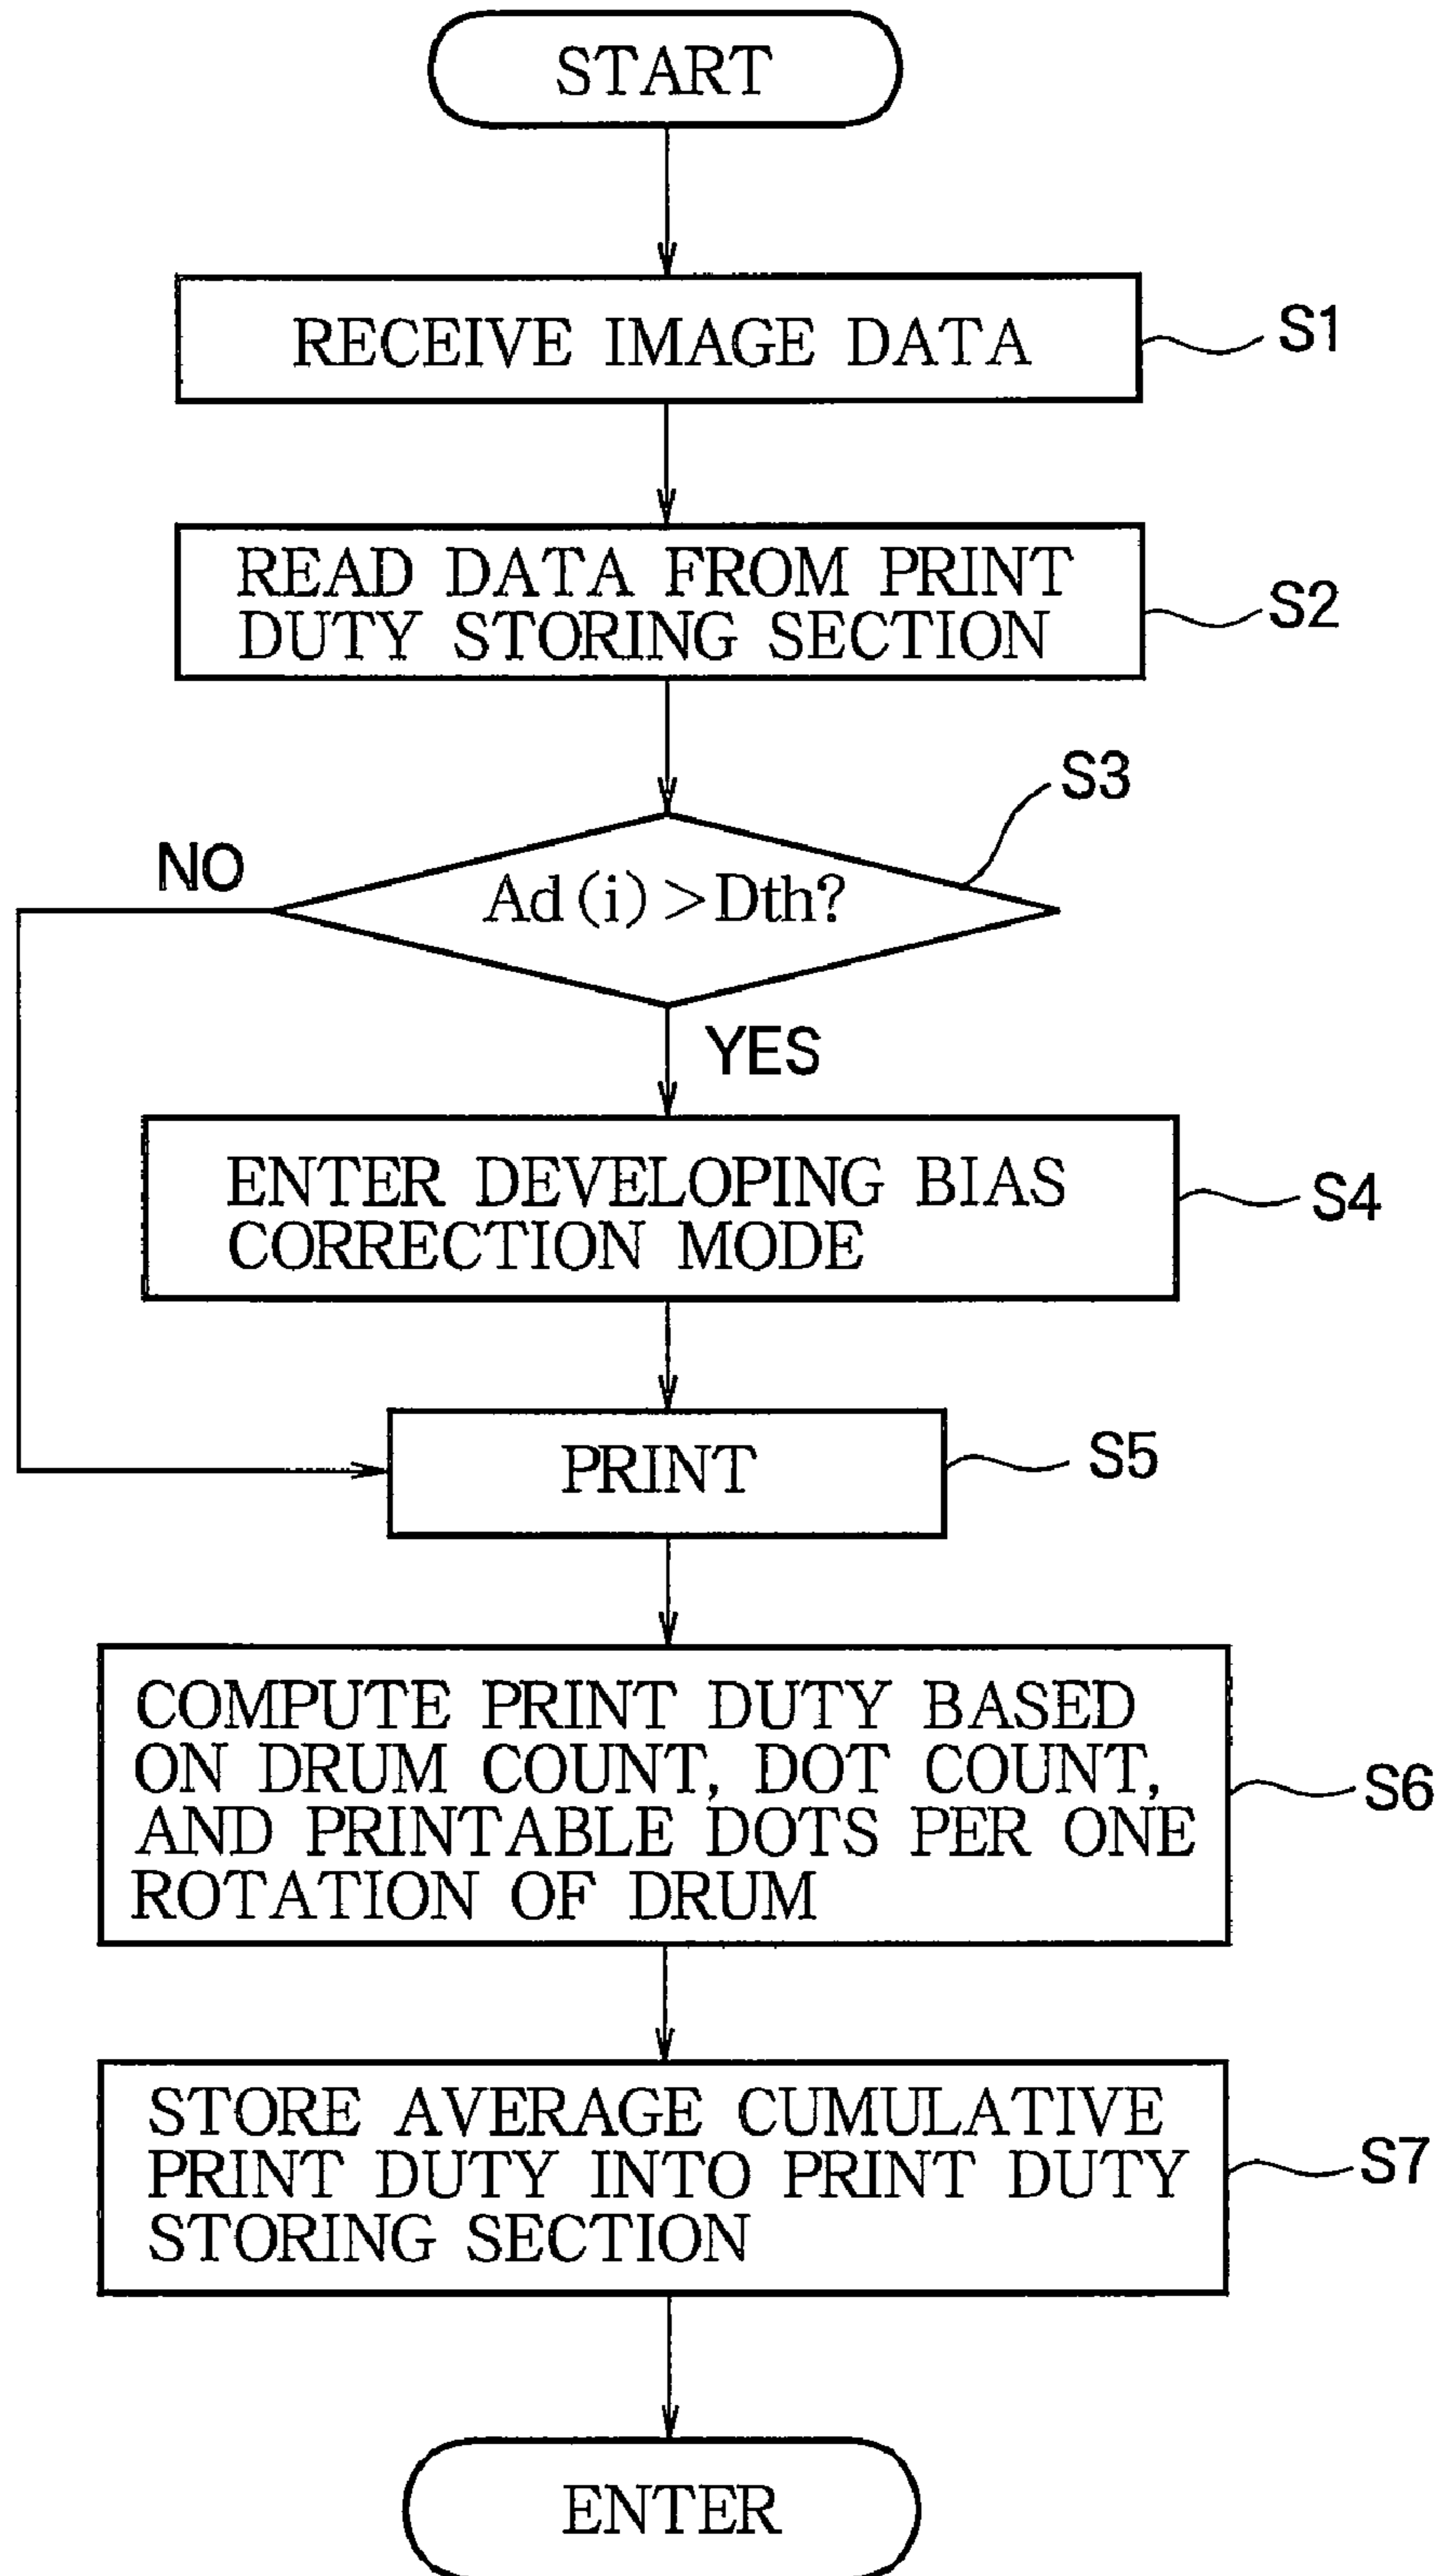 START
RECEIVE IMAGE DATA
S1
READ DATA FROM PRINT
DUTY STORING SECTION
S2
S3
NO
Ad(i)>Dth?
YES
ENTER DEVELOPING BIAS
CORRECTION MODE
S4
PRINT
S5
COMPUTE PRINT DUTY BASED
ON DRUM COUNT, DOT COUNT,
AND PRINTABLE DOTS PER ONE
ROTATION OF DRUM
S6
STORE AVERAGE CUMULATIVE
PRINT DUTY INTO PRINT DUTY
STORING SECTION
S7
ENTER